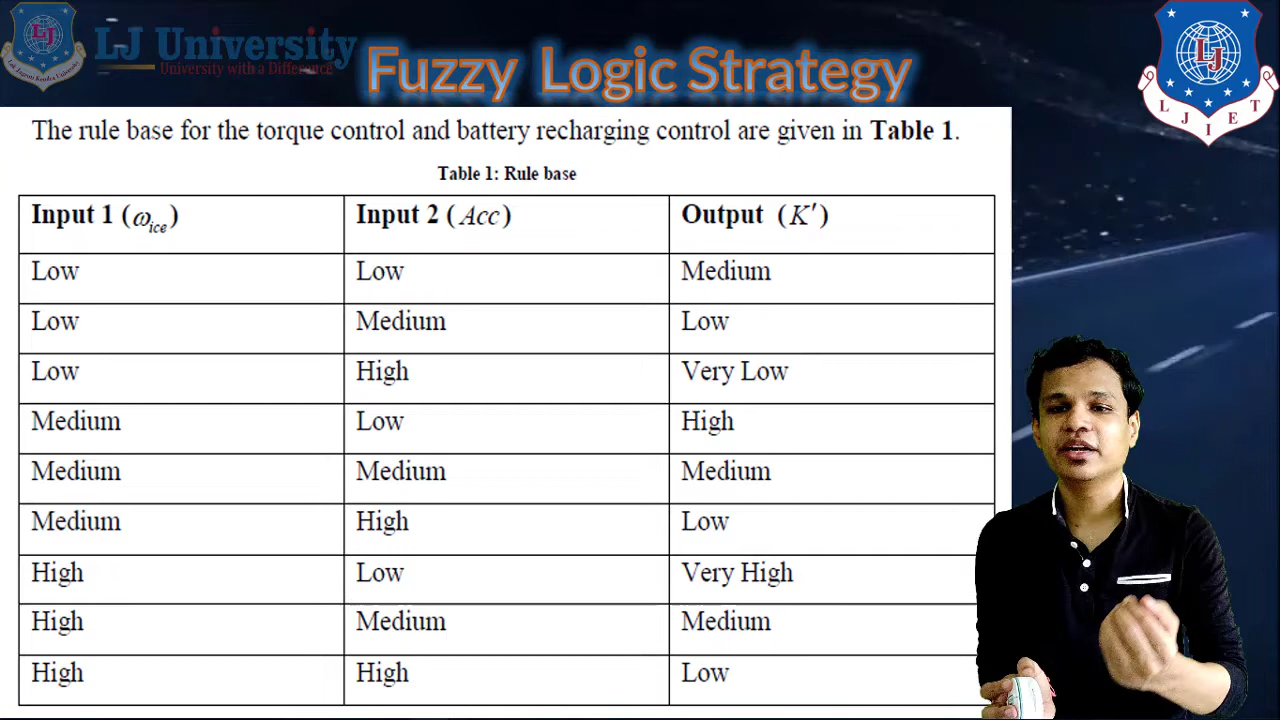 LJ University
University with a Difference
Fuzzy Logic Strategy
LJ
L J I E T
The rule base for the torque control and battery recharging control are given in Table 1.
Table 1: Rule base
Input 1 (ωice) Input 2 (Acc) Output (K′)
Low Low Medium
Low Medium Low
Low High Very Low
Medium Low High
Medium Medium Medium
Medium High Low
High Low Very High
High Medium Medium
High High Low